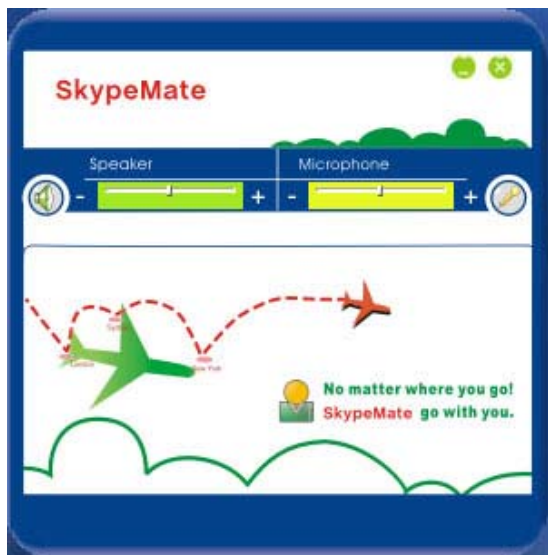 SkypeMate
Speaker
Microphone
-
+
-
+
London
New York
No matter where you go!
SkypeMate go with you.